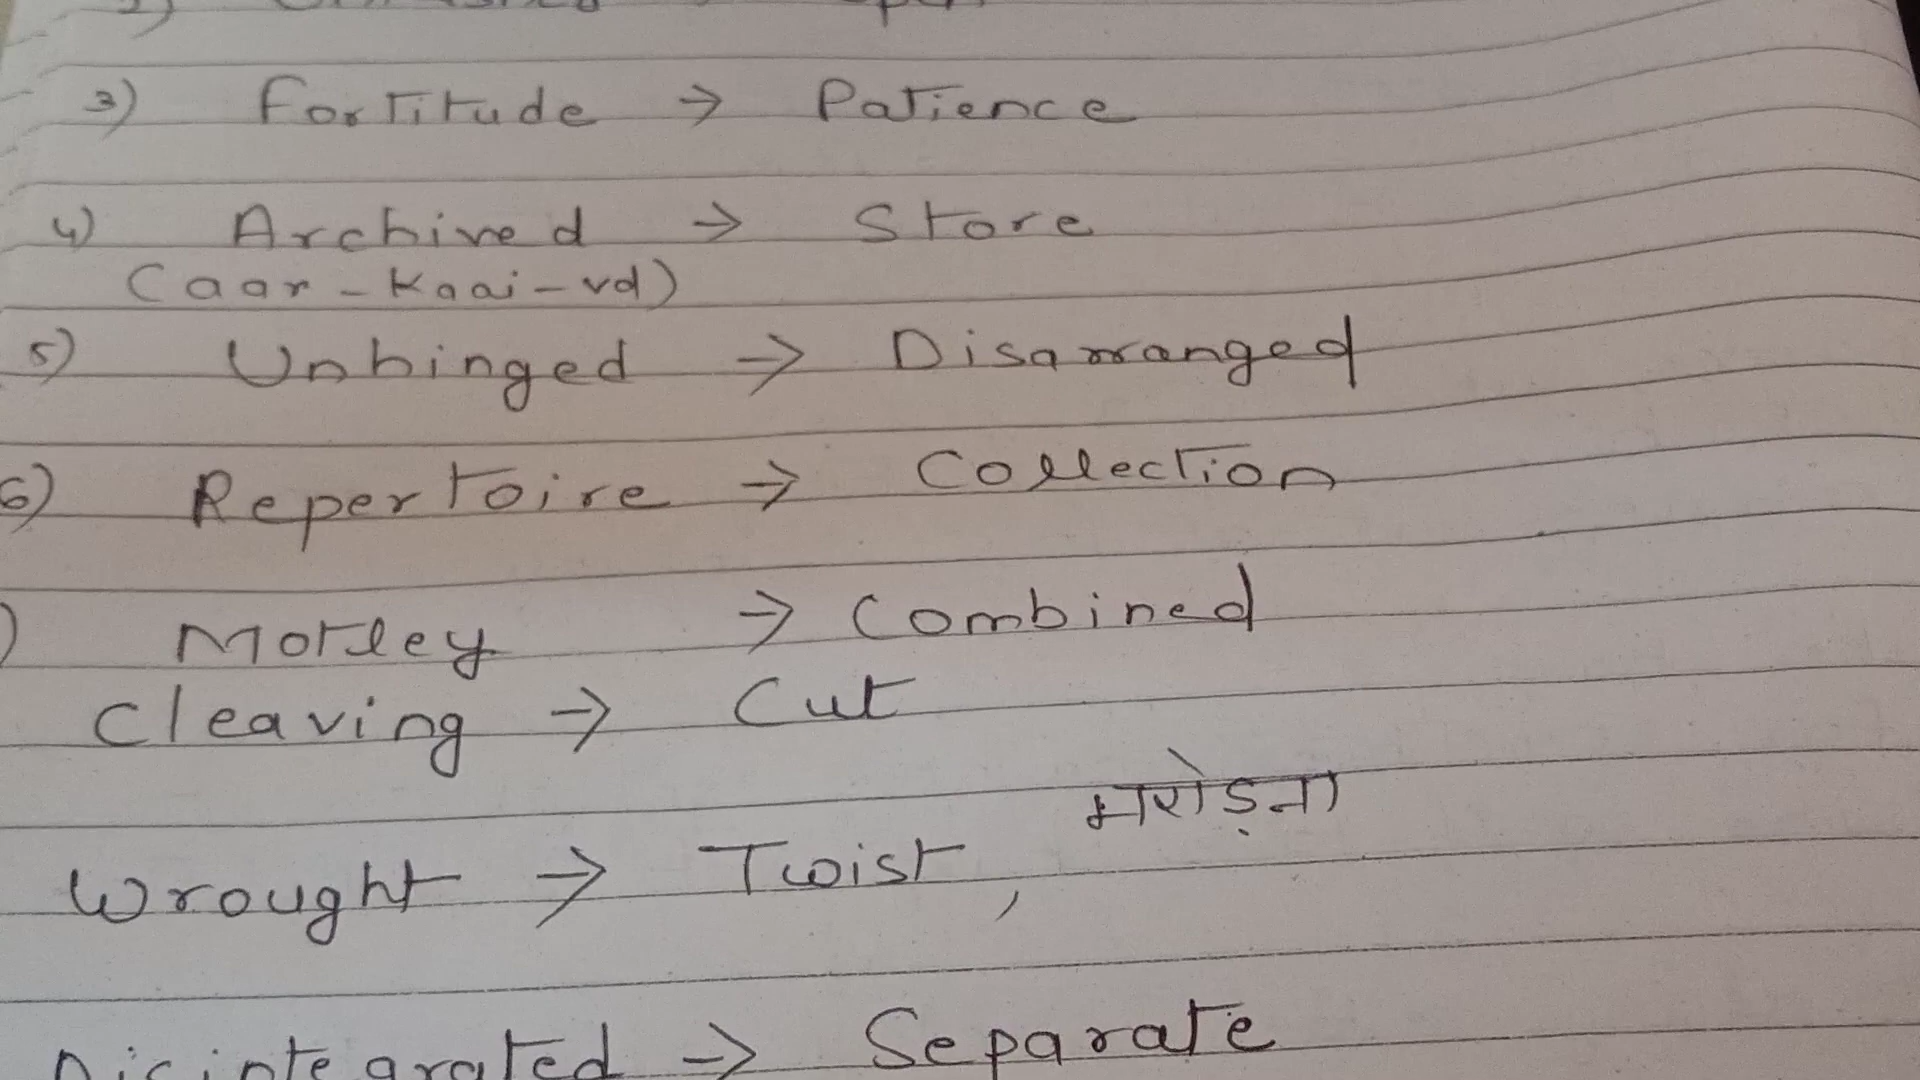 3) Fortitude → Patience
4) Archived → Store
(aar-Kaai-vd)
5) Unhinged → Disarranged
6) Repertoire → Collection
) Motley → Combined
Cleaving → Cut
Wrought → Twist, मरोड़ना
Disintegrated → Separate